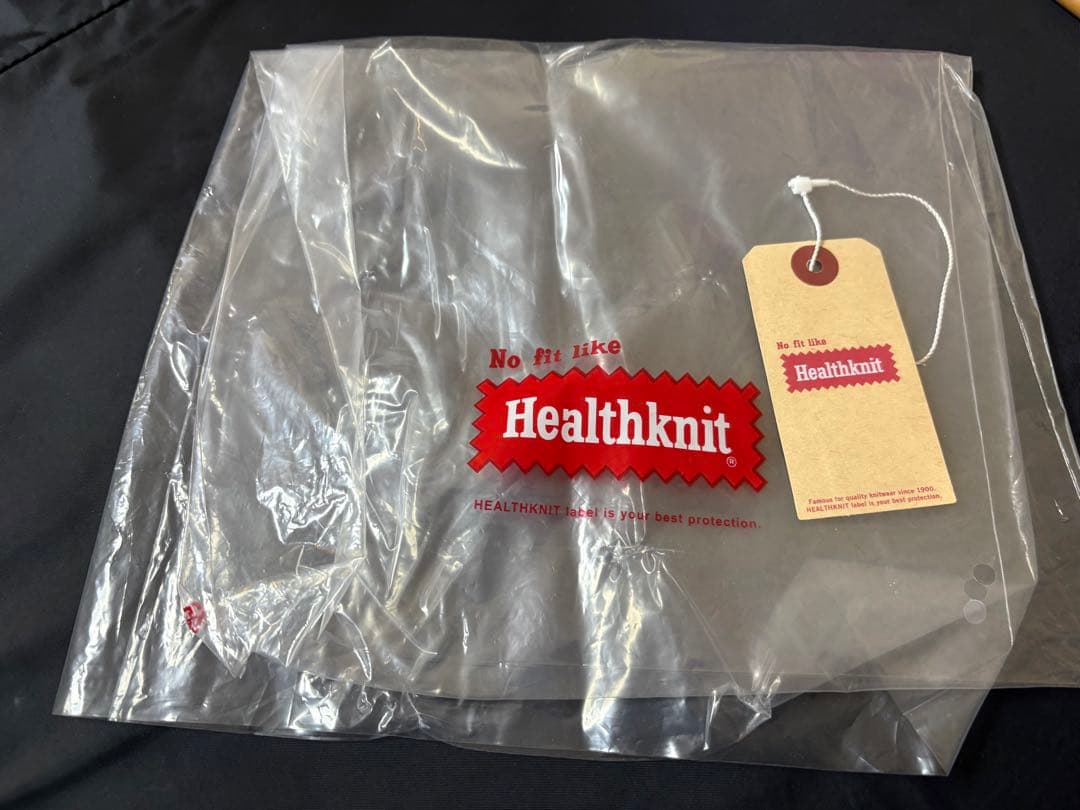 No fit like
Healthknit
®
HEALTHKNIT label is your best protection.
No fit like
Healthknit
Famous for quality knitwear since 1900.
HEALTHKNIT label is your best protection.